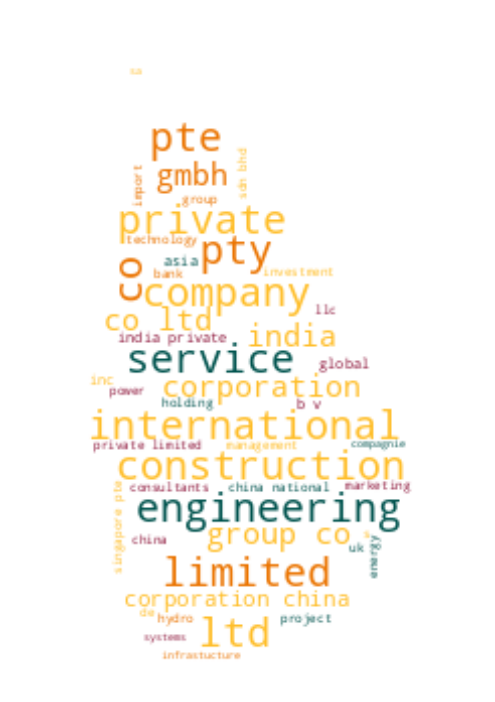 sa
pte
import
gmbh
sdn bhd
group
private
technology
pty
asia
co
bank
investment
company
llc
co ltd
india private
india
service
global
inc
power
corporation
holding
b v
international
private limited
management
compagnie
construction
singapore pte
consultants
china national
marketing
engineering
group co
s
china
uk
energy
limited
corporation china
de
hydro
project
ltd
systems
infrastucture